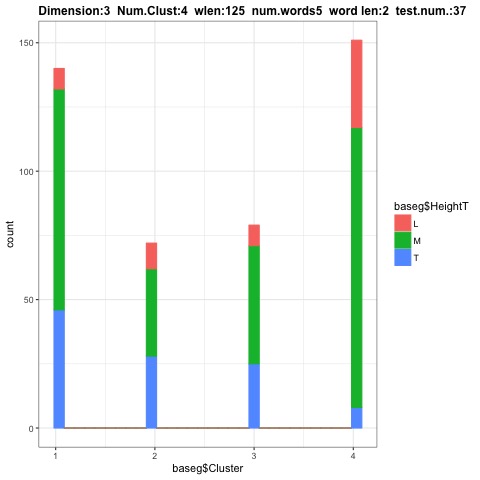 Dimension:3 Num.Clust:4 wlen:125 num.words5 word len:2 test.num.:37
150
100
50
0
count
1 2 3 4
baseg$Cluster
baseg$HeightT
L
M
T